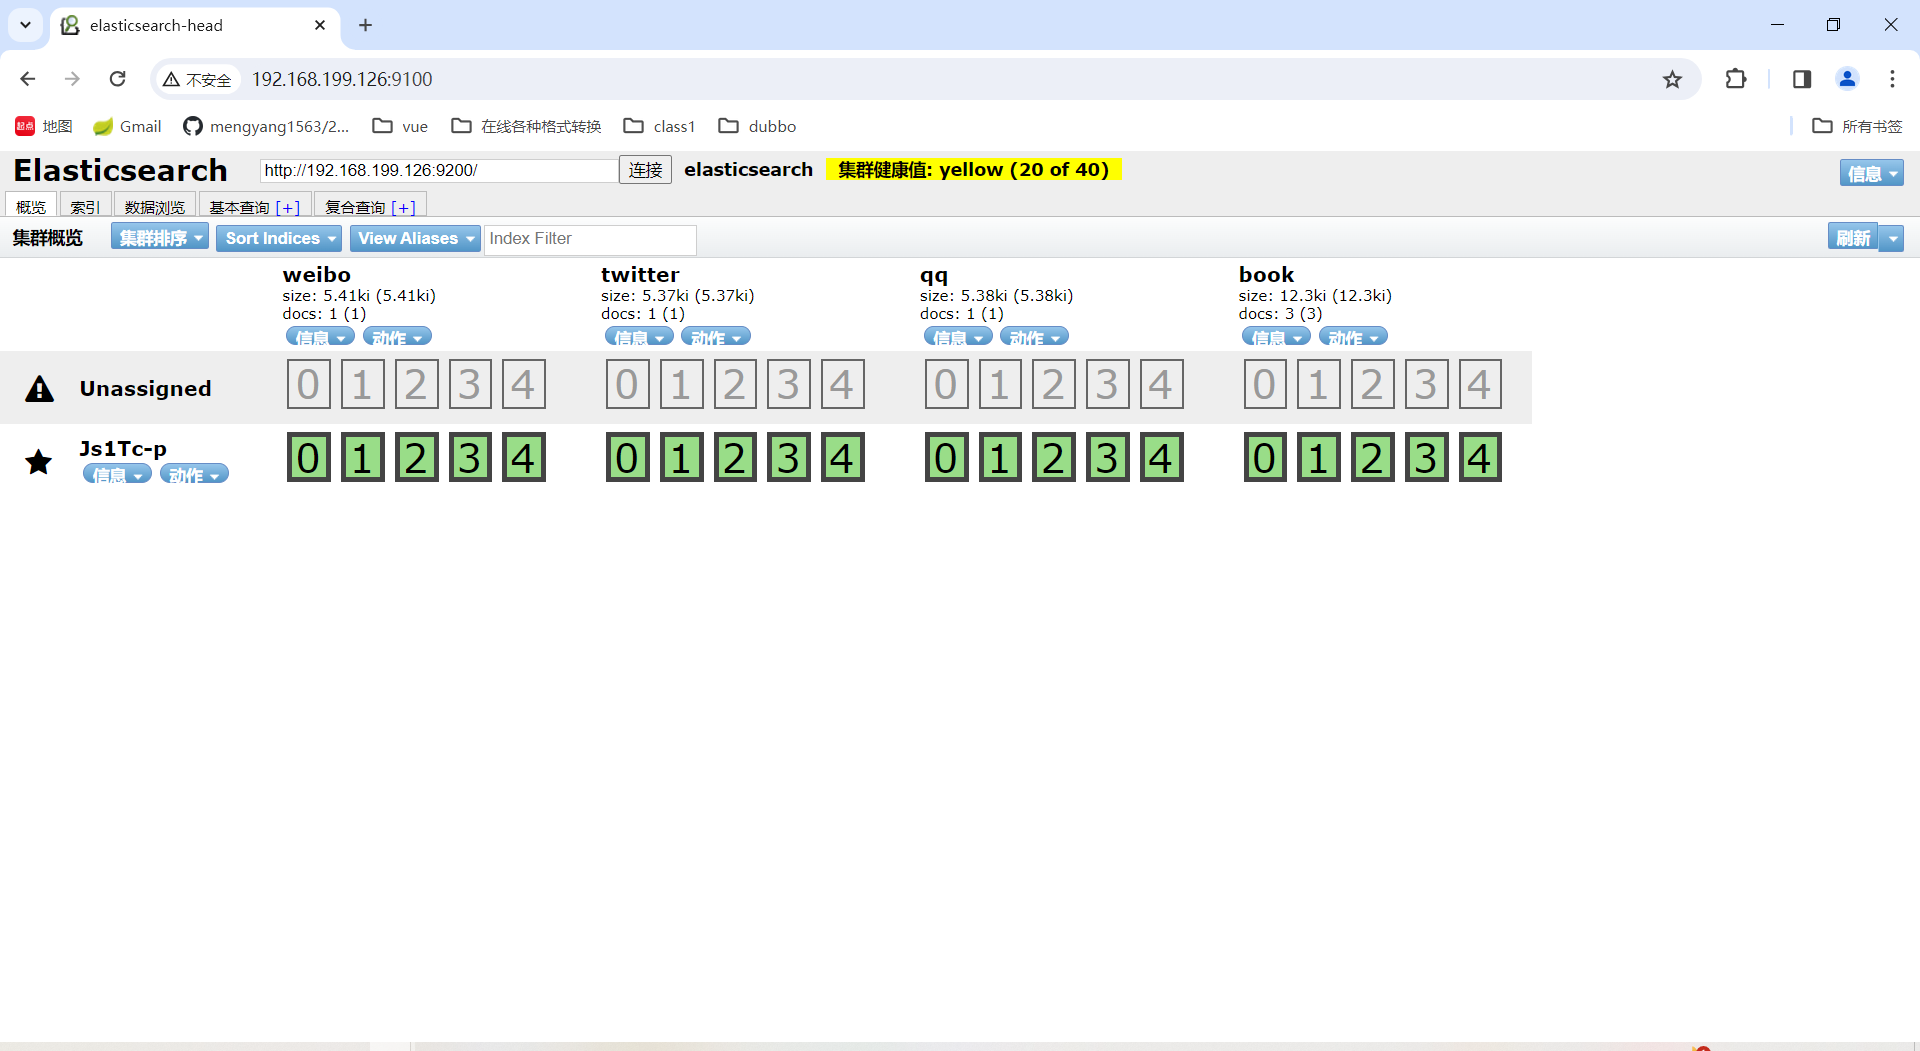 elasticsearch-head
不安全 192.168.199.126:9100
起点 地图 Gmail mengyang1563/2... vue 在线各种格式转换 class1 dubbo 所有书签
Elasticsearch http://192.168.199.126:9200/ 连接 elasticsearch 集群健康值: yellow (20 of 40) 信息
概览 索引 数据浏览 基本查询 [+] 复合查询 [+]
集群概览 集群排序 Sort Indices View Aliases Index Filter 刷新
weibo twitter qq book
size: 5.41ki (5.41ki) size: 5.37ki (5.37ki) size: 5.38ki (5.38ki) size: 12.3ki (12.3ki)
docs: 1 (1) docs: 1 (1) docs: 1 (1) docs: 3 (3)
信息 动作 信息 动作 信息 动作 信息 动作
Unassigned 0 1 2 3 4 0 1 2 3 4 0 1 2 3 4 0 1 2 3 4
Js1Tc-p 0 1 2 3 4 0 1 2 3 4 0 1 2 3 4 0 1 2 3 4
信息 动作